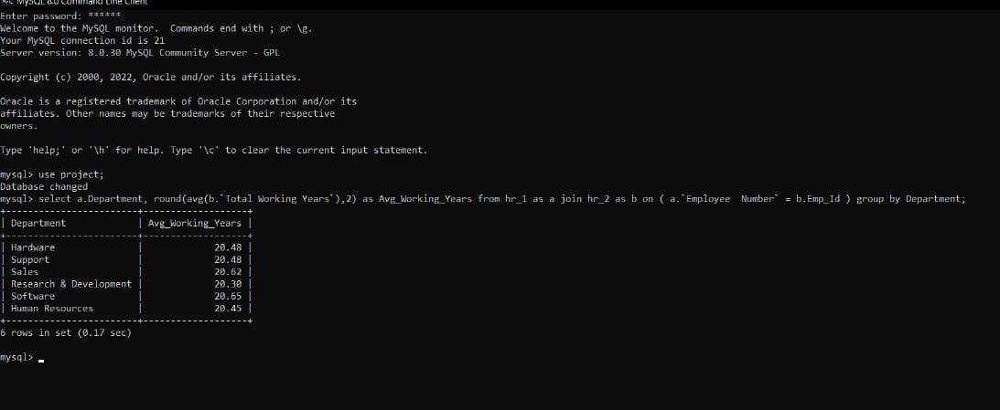 MySQL 8.0 Command Line Client
Enter password: ******
Welcome to the MySQL monitor.  Commands end with ; or \g.
Your MySQL connection id is 21
Server version: 8.0.30 MySQL Community Server - GPL
Copyright (c) 2000, 2022, Oracle and/or its affiliates.
Oracle is a registered trademark of Oracle Corporation and/or its
affiliates. Other names may be trademarks of their respective
owners.
Type 'help;' or '\h' for help. Type '\c' to clear the current input statement.
mysql> use project;
Database changed
mysql> select a.Department, round(avg(b.`Total Working Years`),2) as Avg_Working_Years from hr_1 as a join hr_2 as b on ( a.`Employee  Number` = b.Emp_Id ) group by Department;
+------------------------+-------------------+
| Department             | Avg_Working_Years |
+------------------------+-------------------+
| Hardware               |             20.48 |
| Support                |             20.48 |
| Sales                  |             20.62 |
| Research & Development |             20.30 |
| Software               |             20.65 |
| Human Resources        |             20.45 |
+------------------------+-------------------+
6 rows in set (0.17 sec)
mysql> _